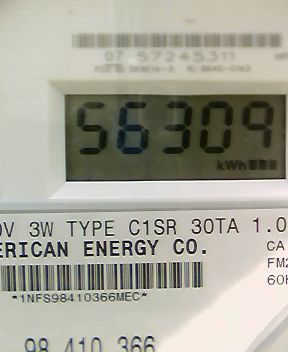 07 57245311
56309
kWh
0V 3W TYPE C1SR 30TA 1.0
ERICAN ENERGY CO.
CA
FM2
60H
*1NFS98410366MEC*
98 410 366